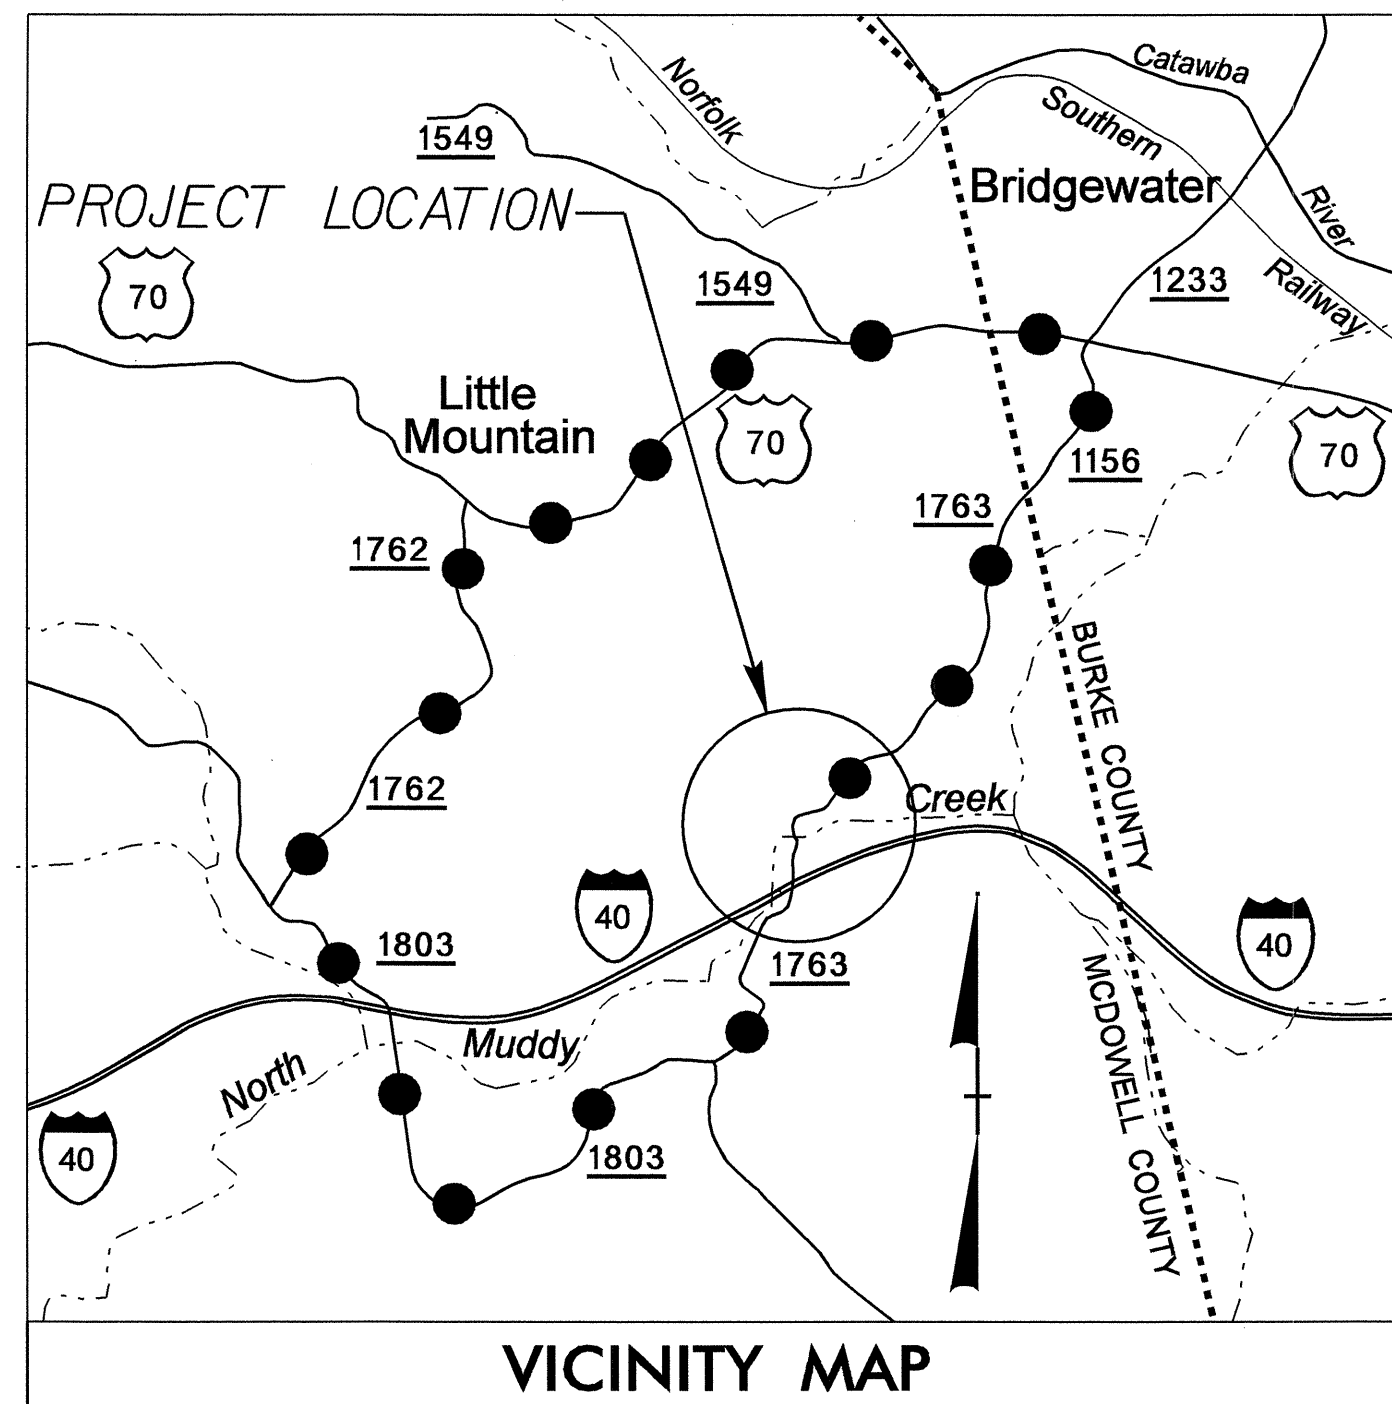 Catawba
Norfolk
Southern
1549
Bridgewater
PROJECT LOCATION
River
70
1549
1233
Railway
Little
Mountain
70
70
1156
1763
1762
BURKE COUNTY
1762
Creek
40
40
1803
1763
MCDOWELL COUNTY
Muddy
North
40
1803
VICINITY MAP